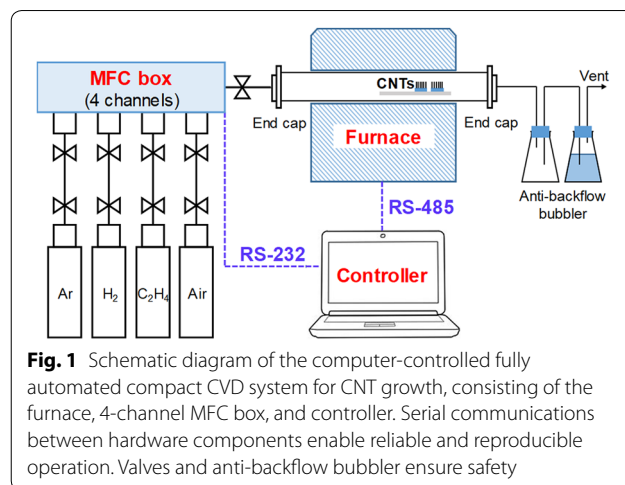 MFC box
(4 channels)
CNTs
Vent
End cap
End cap
Furnace
Anti-backflow
bubbler
RS-485
RS-232
Controller
Ar
H₂
C₂H₄
Air
Fig. 1 Schematic diagram of the computer-controlled fully
automated compact CVD system for CNT growth, consisting of the
furnace, 4-channel MFC box, and controller. Serial communications
between hardware components enable reliable and reproducible
operation. Valves and anti-backflow bubbler ensure safety